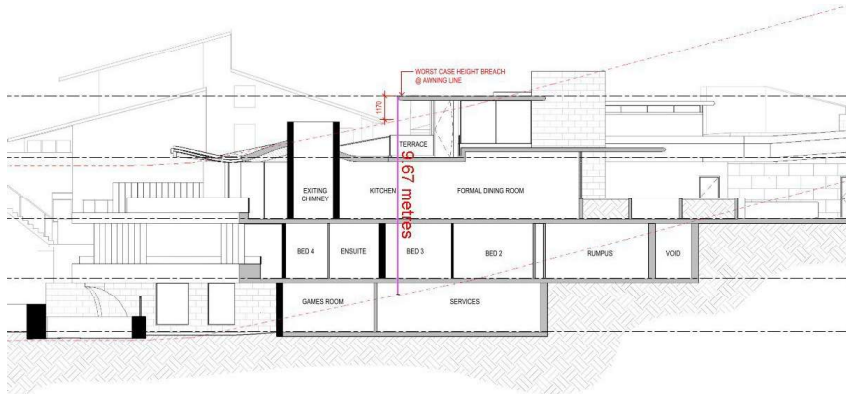 WORST CASE HEIGHT BREACH
@ AWNING LINE
1170
TERRACE
9.67 metres
EXITING
CHIMNEY
KITCHEN
FORMAL DINING ROOM
BED 4
ENSUITE
BED 3
BED 2
RUMPUS
VOID
GAMES ROOM
SERVICES